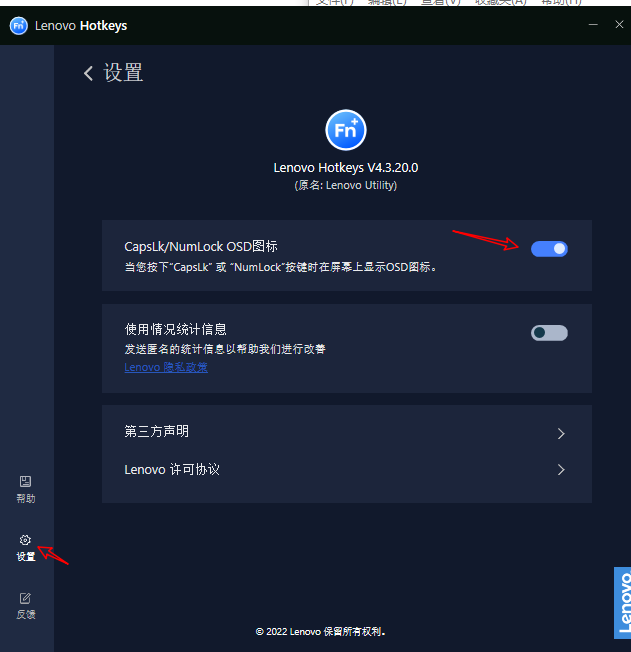 文件(F) 编辑(E) 查看(V) 收藏夹(A) 帮助(H)
Fn+
Lenovo Hotkeys
设置
Fn+
Lenovo Hotkeys V4.3.20.0
(原名: Lenovo Utility)
CapsLk/NumLock OSD图标
当您按下“CapsLk” 或 “NumLock”按键时在屏幕上显示OSD图标。
使用情况统计信息
发送匿名的统计信息以帮助我们进行改善
Lenovo 隐私政策
第三方声明
Lenovo 许可协议
帮助
设置
反馈
Lenovo
© 2022 Lenovo 保留所有权利。